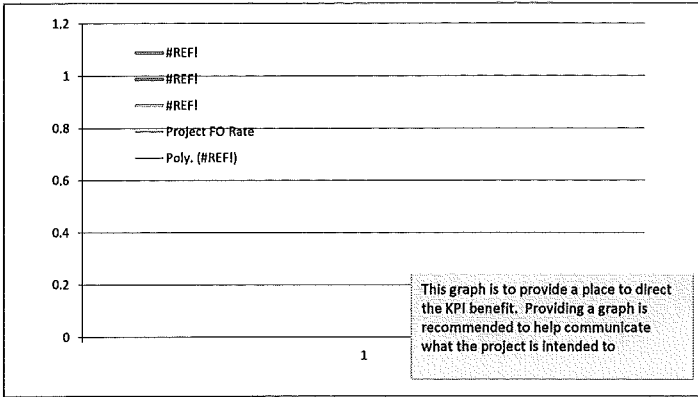 1.2
1
0.8
0.6
0.4
0.2
0
#REF!
#REF!
#REF!
Project FO Rate
Poly. (#REF!)
1
This graph is to provide a place to direct
the KPI benefit. Providing a graph is
recommended to help communicate
what the project is intended to